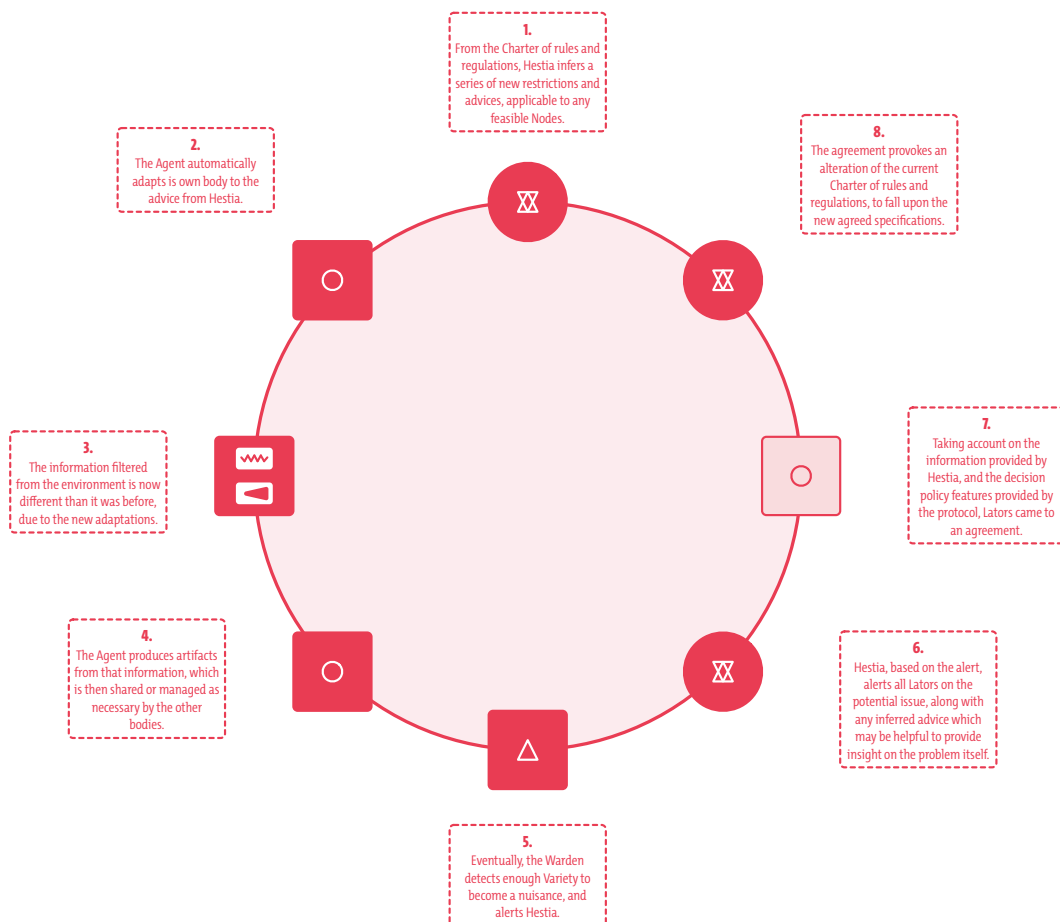 1.
From the Charter of rules and
regulations, Hestia infers a
series of new restrictions and
advices, applicable to any
feasible Nodes.
2.
The Agent automatically
adapts is own body to the
advice from Hestia.
3.
The information filtered
from the environment is now
different than it was before,
due to the new adaptations.
4.
The Agent produces artifacts
from that information, which
is then shared or managed as
necessary by the other
bodies.
5.
Eventually, the Warden
detects enough Variety to
become a nuisance, and
alerts Hestia.
6.
Hestia, based on the alert,
alerts all Lators on the
potential issue, along with
any inferred advice which
may be helpful to provide
insight on the problem itself.
7.
Taking account on the
information provided by
Hestia, and the decision
policy features provided by
the protocol, Lators came to
an agreement.
8.
The agreement provokes an
alteration of the current
Charter of rules and
regulations, to fall upon the
new agreed specifications.